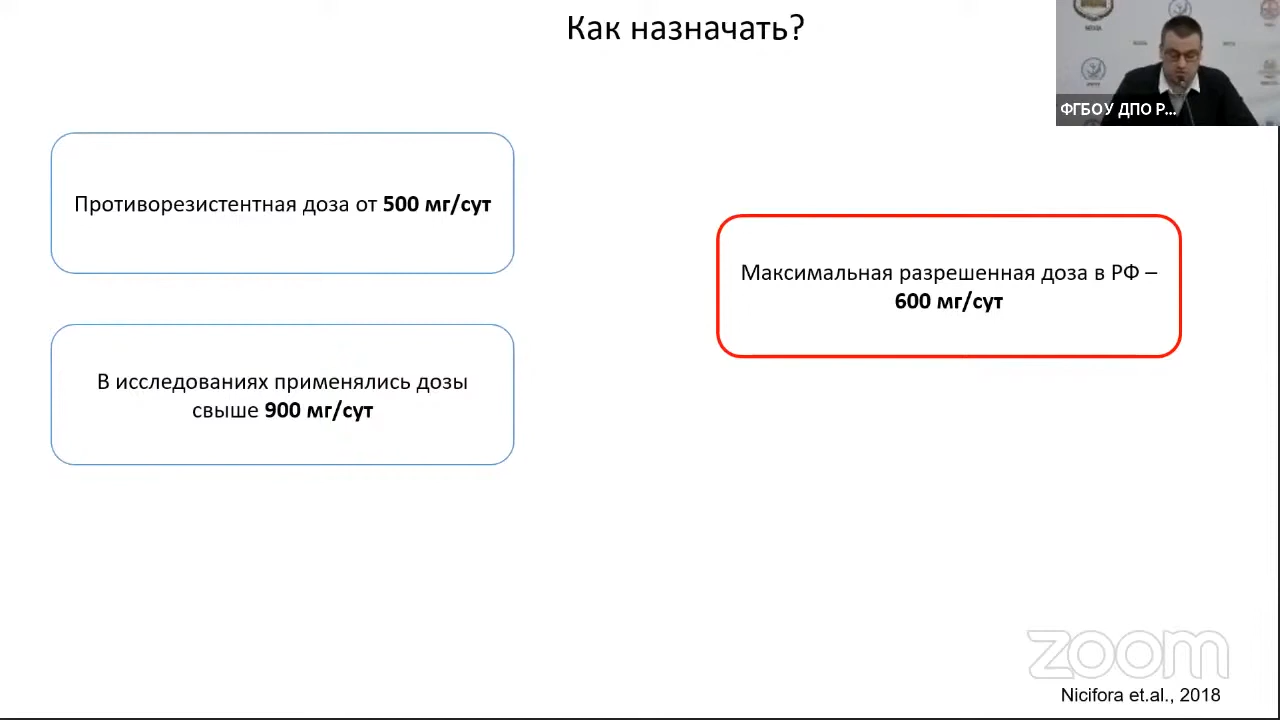 Как назначать?
ФГБОУ ДПО Р...
Противорезистентная доза от 500 мг/сут
Максимальная разрешенная доза в РФ –
600 мг/сут
В исследованиях применялись дозы
свыше 900 мг/сут
zoom
Nicifora et.al., 2018